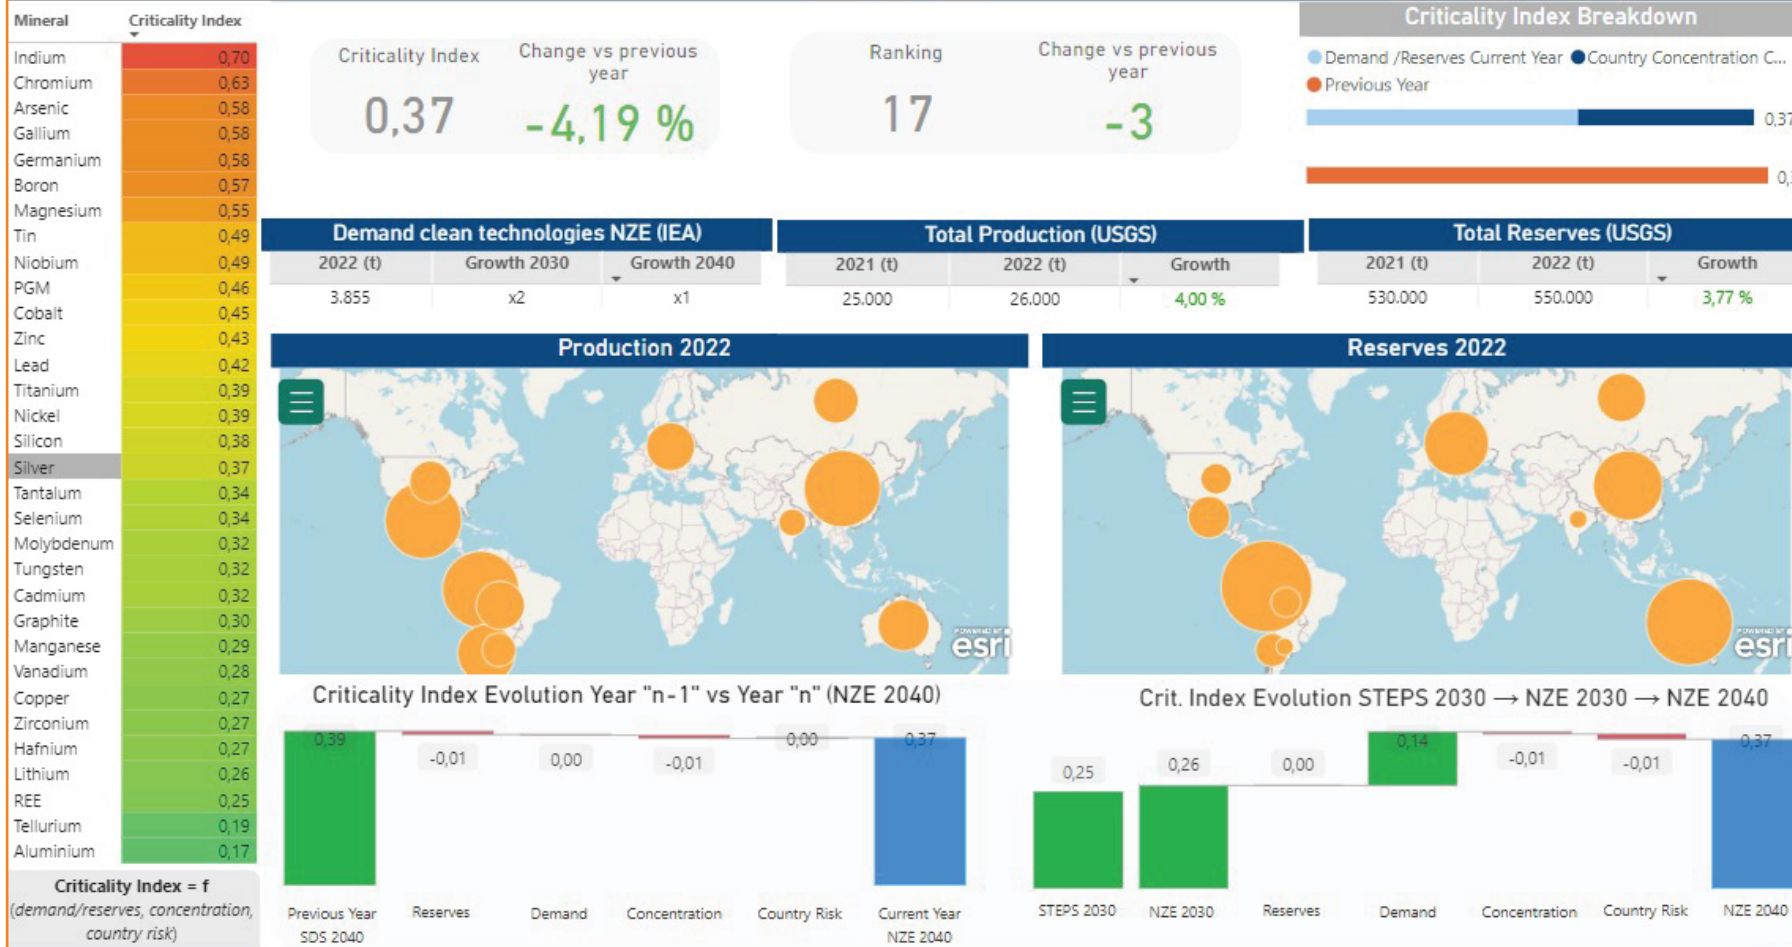 Mineral Criticality Index
Indium 0,70
Chromium 0,63
Arsenic 0,58
Gallium 0,58
Germanium 0,58
Boron 0,57
Magnesium 0,55
Tin 0,49
Niobium 0,49
PGM 0,46
Cobalt 0,45
Zinc 0,43
Lead 0,42
Titanium 0,39
Nickel 0,39
Silicon 0,38
Silver 0,37
Tantalum 0,34
Selenium 0,34
Molybdenum 0,32
Tungsten 0,32
Cadmium 0,32
Graphite 0,30
Manganese 0,29
Vanadium 0,28
Copper 0,27
Zirconium 0,27
Hafnium 0,27
Lithium 0,26
REE 0,25
Tellurium 0,19
Aluminium 0,17
Criticality Index = f
(demand/reserves, concentration,
country risk)
Criticality Index
0,37
Change vs previous
year
-4,19 %
Ranking
17
Change vs previous
year
-3
Criticality Index Breakdown
Demand /Reserves Current Year Country Concentration C...
Previous Year
0,37
Demand clean technologies NZE (IEA)
2022 (t) Growth 2030 Growth 2040
3.855 x2 x1
Total Production (USGS)
2021 (t) 2022 (t) Growth
25.000 26.000 4,00 %
Total Reserves (USGS)
2021 (t) 2022 (t) Growth
530.000 550.000 3,77 %
Production 2022
POWERED BY
esri
Reserves 2022
POWERED BY
esri
Criticality Index Evolution Year "n-1" vs Year "n" (NZE 2040)
0,39 -0,01 0,00 -0,01 0,00 0,37
Previous Year Reserves Demand Concentration Country Risk Current Year
SDS 2040 NZE 2040
Crit. Index Evolution STEPS 2030 → NZE 2030 → NZE 2040
0,25 0,26 0,00 0,14 -0,01 -0,01 0,37
STEPS 2030 NZE 2030 Reserves Demand Concentration Country Risk NZE 2040